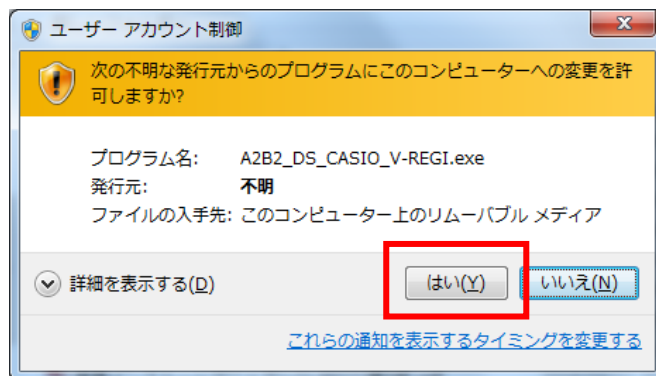 ユーザー アカウント制御
次の不明な発行元からのプログラムにこのコンピューターへの変更を許
可しますか?
プログラム名: A2B2_DS_CASIO_V-REGI.exe
発行元: 不明
ファイルの入手先: このコンピューター上のリムーバブル メディア
詳細を表示する(D) はい(Y) いいえ(N)
これらの通知を表示するタイミングを変更する